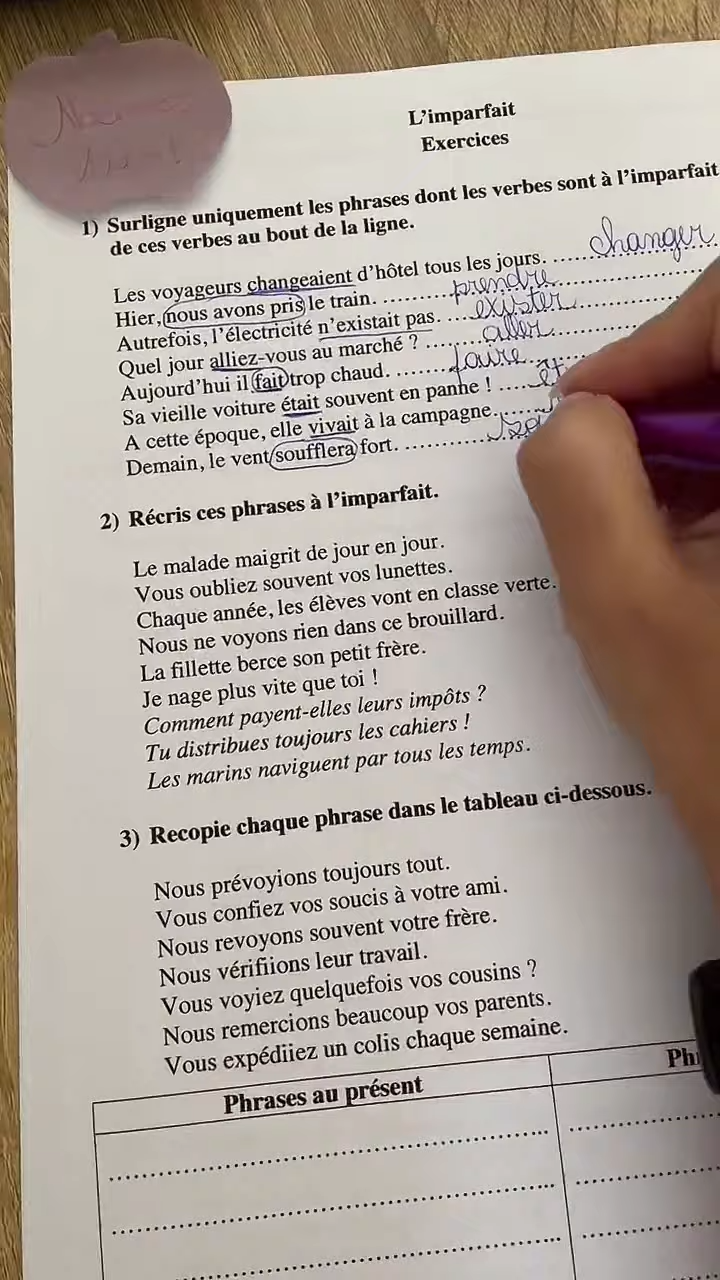 L'imparfait
Exercices
1) Surligne uniquement les phrases dont les verbes sont à l'imparfait
de ces verbes au bout de la ligne.
Les voyageurs changeaient d'hôtel tous les jours. ........ changer
Hier, nous avons pris le train. ........ prendre
Autrefois, l'électricité n'existait pas. ........ exister
Quel jour alliez-vous au marché ? ........ aller
Aujourd'hui il fait trop chaud. ........ faire
Sa vieille voiture était souvent en panne ! ..... êt
A cette époque, elle vivait à la campagne. ......
Demain, le vent soufflera fort. ............
2) Récris ces phrases à l'imparfait.
Le malade maigrit de jour en jour.
Vous oubliez souvent vos lunettes.
Chaque année, les élèves vont en classe verte.
Nous ne voyons rien dans ce brouillard.
La fillette berce son petit frère.
Je nage plus vite que toi !
Comment payent-elles leurs impôts ?
Tu distribues toujours les cahiers !
Les marins naviguent par tous les temps.
3) Recopie chaque phrase dans le tableau ci-dessous.
Nous prévoyions toujours tout.
Vous confiez vos soucis à votre ami.
Nous revoyons souvent votre frère.
Nous vérifiions leur travail.
Vous voyiez quelquefois vos cousins ?
Nous remercions beaucoup vos parents.
Vous expédiiez un colis chaque semaine.
Phrases au présent